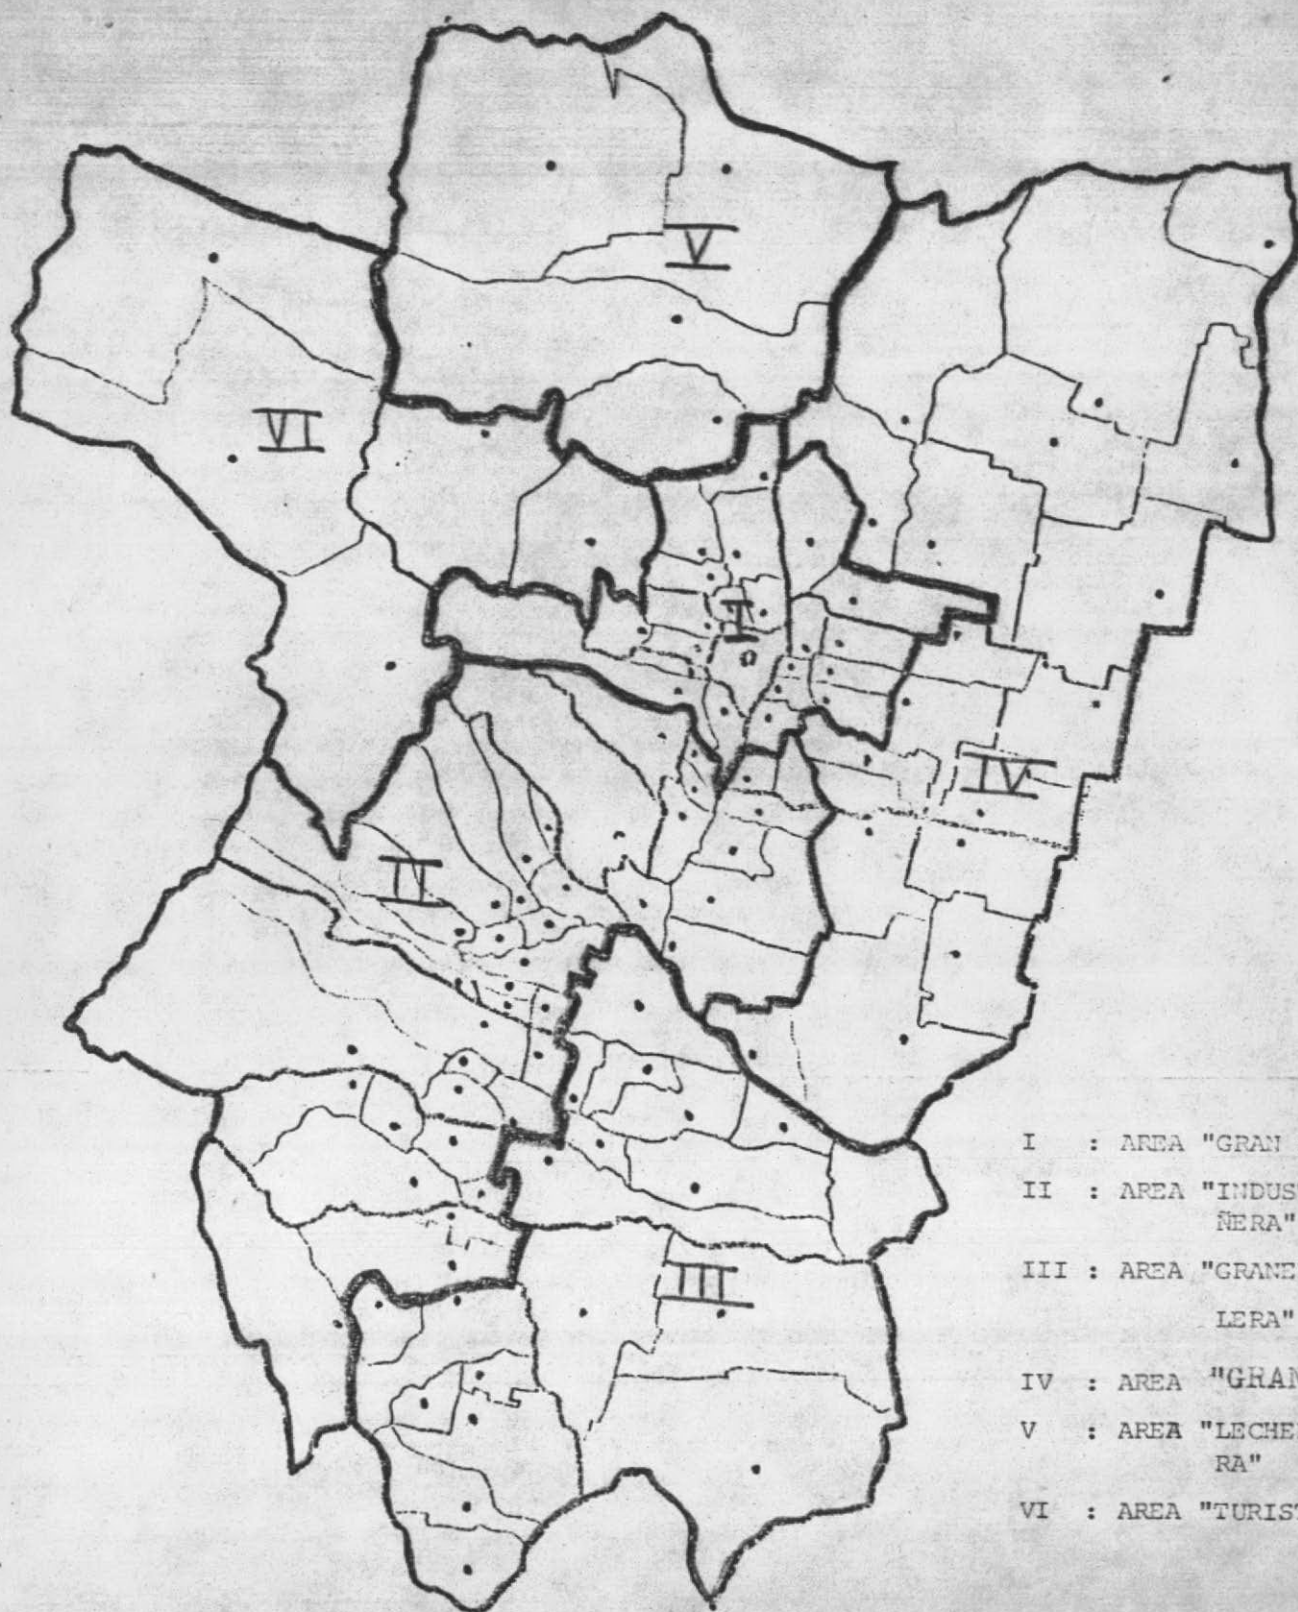 V
VI
I
IV
II
III
I : AREA "GRAN
II : AREA "INDUS
ÑERA"
III : AREA "GRANE
LERA"
IV : AREA "GRAN
V : AREA "LECHE
RA"
VI : AREA "TURIS